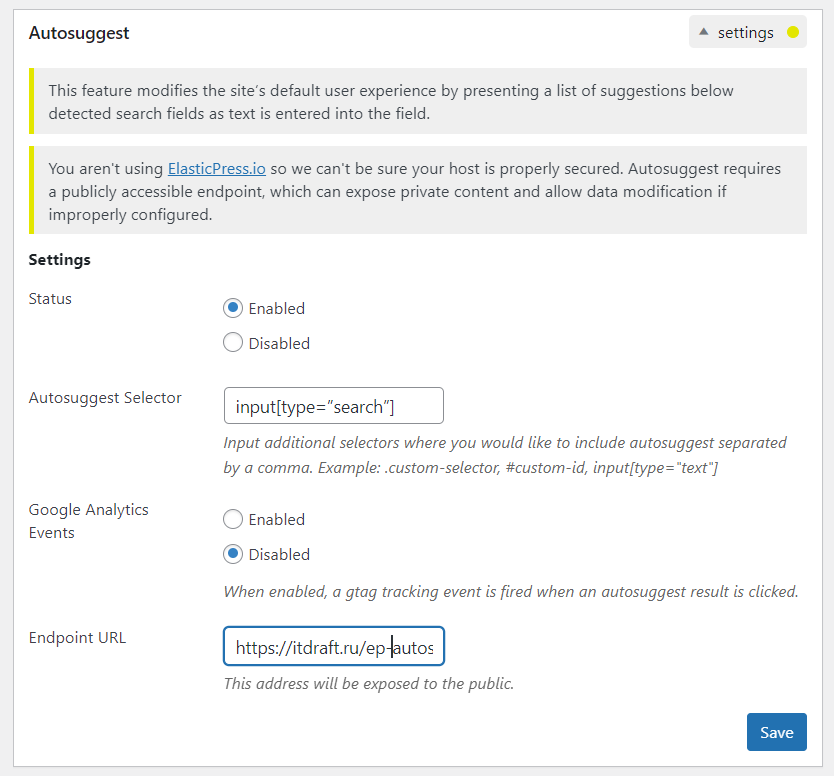 Autosuggest
settings
This feature modifies the site's default user experience by presenting a list of suggestions below
detected search fields as text is entered into the field.
You aren't using ElasticPress.io so we can't be sure your host is properly secured. Autosuggest requires
a publicly accessible endpoint, which can expose private content and allow data modification if
improperly configured.
Settings
Status
Enabled
Disabled
Autosuggest Selector
input[type=“search”]
Input additional selectors where you would like to include autosuggest separated
by a comma. Example: .custom-selector, #custom-id, input[type="text"]
Google Analytics
Events
Enabled
Disabled
When enabled, a gtag tracking event is fired when an autosuggest result is clicked.
Endpoint URL
https://itdraft.ru/ep-autos
This address will be exposed to the public.
Save